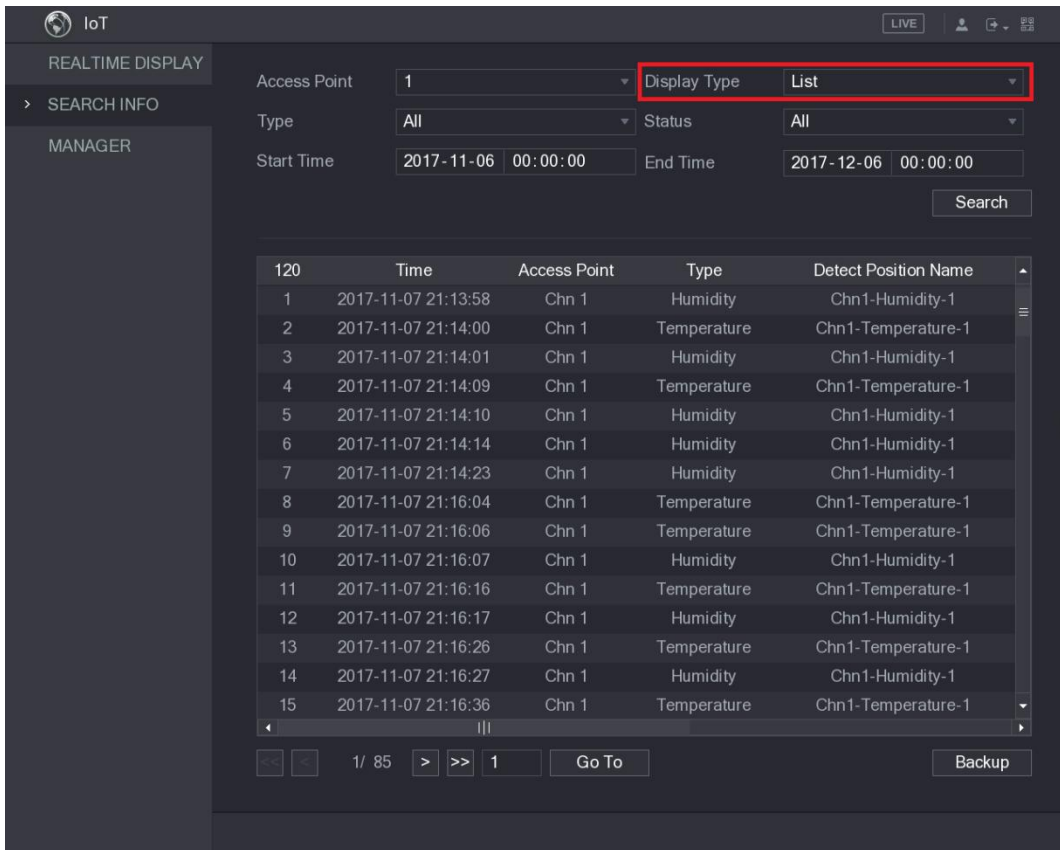 IoT LIVE
REALTIME DISPLAY
> SEARCH INFO
MANAGER
Access Point 1 Display Type List
Type All Status All
Start Time 2017-11-06 00:00:00 End Time 2017-12-06 00:00:00
Search
120 Time Access Point Type Detect Position Name
1 2017-11-07 21:13:58 Chn 1 Humidity Chn1-Humidity-1
2 2017-11-07 21:14:00 Chn 1 Temperature Chn1-Temperature-1
3 2017-11-07 21:14:01 Chn 1 Humidity Chn1-Humidity-1
4 2017-11-07 21:14:09 Chn 1 Temperature Chn1-Temperature-1
5 2017-11-07 21:14:10 Chn 1 Humidity Chn1-Humidity-1
6 2017-11-07 21:14:14 Chn 1 Humidity Chn1-Humidity-1
7 2017-11-07 21:14:23 Chn 1 Humidity Chn1-Humidity-1
8 2017-11-07 21:16:04 Chn 1 Temperature Chn1-Temperature-1
9 2017-11-07 21:16:06 Chn 1 Temperature Chn1-Temperature-1
10 2017-11-07 21:16:07 Chn 1 Humidity Chn1-Humidity-1
11 2017-11-07 21:16:16 Chn 1 Temperature Chn1-Temperature-1
12 2017-11-07 21:16:17 Chn 1 Humidity Chn1-Humidity-1
13 2017-11-07 21:16:26 Chn 1 Temperature Chn1-Temperature-1
14 2017-11-07 21:16:27 Chn 1 Humidity Chn1-Humidity-1
15 2017-11-07 21:16:36 Chn 1 Temperature Chn1-Temperature-1
<< < 1/ 85 > >> 1 Go To Backup